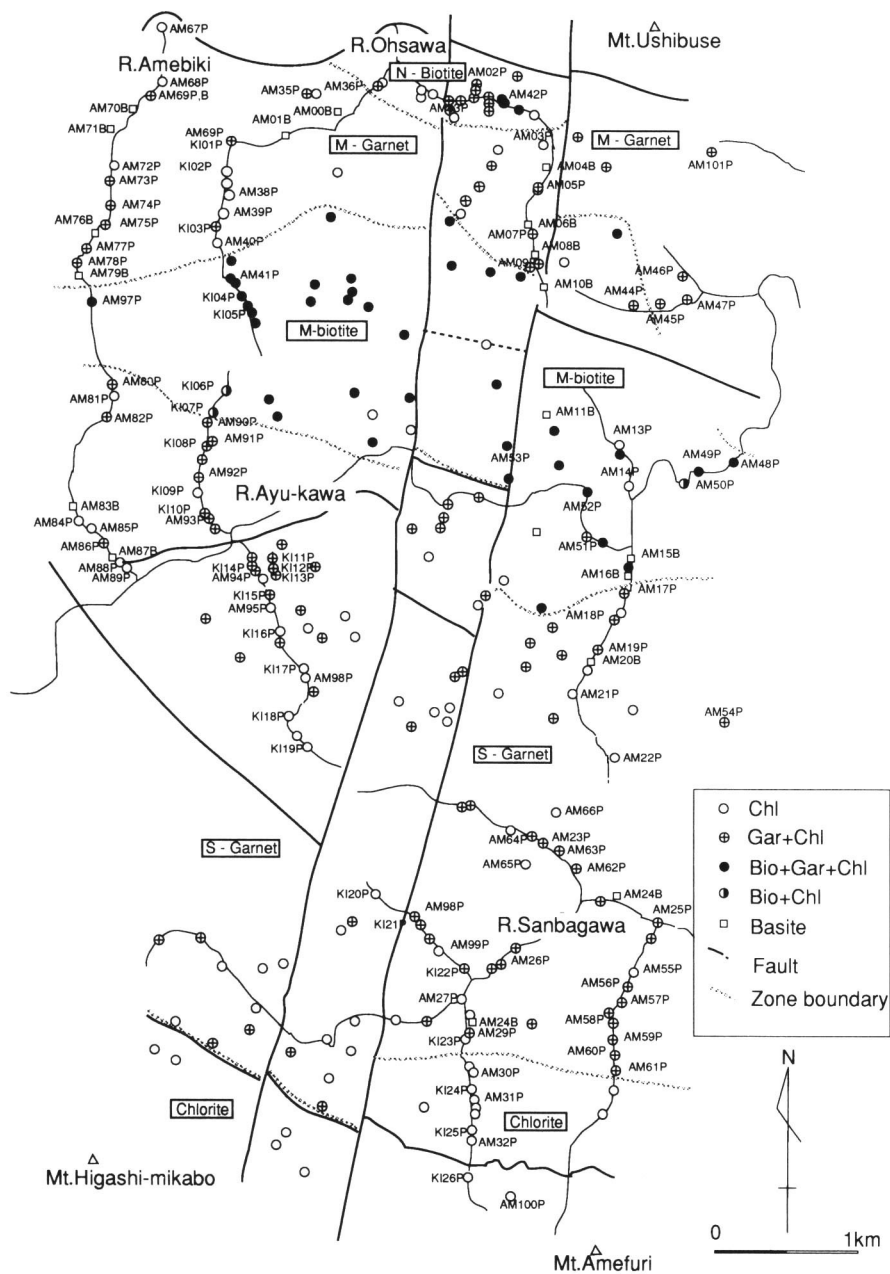 AM67P
R.Ohsawa
Mt.Ushibuse
R.Amebiki
N - Biotite
AM02P
AM68P
AM35P
AM36P
AM42P
AM69P,B
AM70B
AM00B
AM71B
AM01B
AM69P
KI01P
M - Garnet
AM03P
M - Garnet
AM101P
AM72P
KI02P
AM04B
AM73P
AM38P
AM05P
AM74P
AM39P
AM76B
AM75P
KI03P
AM06B
AM07P
AM77P
AM40P
AM08B
AM78P
AM09P
AM79B
AM41P
AM46P
AM10B
AM97P
KI04P
AM44P
AM47P
KI05P
AM45P
M-biotite
M-biotite
AM80P
KI06P
AM81P
KI07P
AM11B
AM82P
AM90P
AM13P
KI08P
AM91P
AM53P
AM49P
AM48P
AM92P
AM14P
AM50P
KI09P
R.Ayu-kawa
AM83B
AM52P
AM84P
AM85P
KI10P
AM93P
AM86P
AM51P
AM87B
AM88P
AM89P
KI11P
KI14P
KI12P
AM94P
KI13P
AM15B
AM16B
KI15P
AM17P
AM95P
AM18P
KI16P
AM19P
AM20B
KI17P
AM98P
AM21P
KI18P
AM54P
KI19P
S - Garnet
AM22P
Chl
Gar+Chl
Bio+Gar+Chl
Bio+Chl
Basite
Fault
Zone boundary
AM66P
AM64P
AM23P
AM63P
S - Garnet
AM65P
AM62P
KI20P
AM24B
AM98P
KI21P
R.Sanbagawa
AM25P
AM99P
KI22P
AM26P
AM55P
AM56P
AM27B
AM57P
AM24B
AM58P
AM29P
KI23P
AM59P
AM60P
AM30P
AM61P
KI24P
AM31P
Chlorite
Chlorite
KI25P
AM32P
N
Mt.Higashi-mikabo
KI26P
AM100P
0
1km
Mt.Amefuri